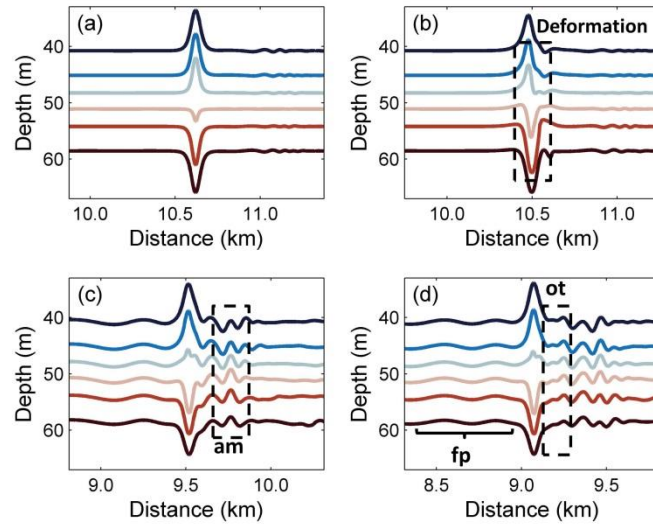 (a)
40
50
60
Depth (m)
10.0 10.5 11.0
Distance (km)
(b)
Deformation
40
50
60
Depth (m)
10.0 10.5 11.0
Distance (km)
(c)
40
50
60
Depth (m)
am
9.0 9.5 10.0
Distance (km)
(d)
ot
40
50
60
Depth (m)
fp
8.5 9.0 9.5
Distance (km)